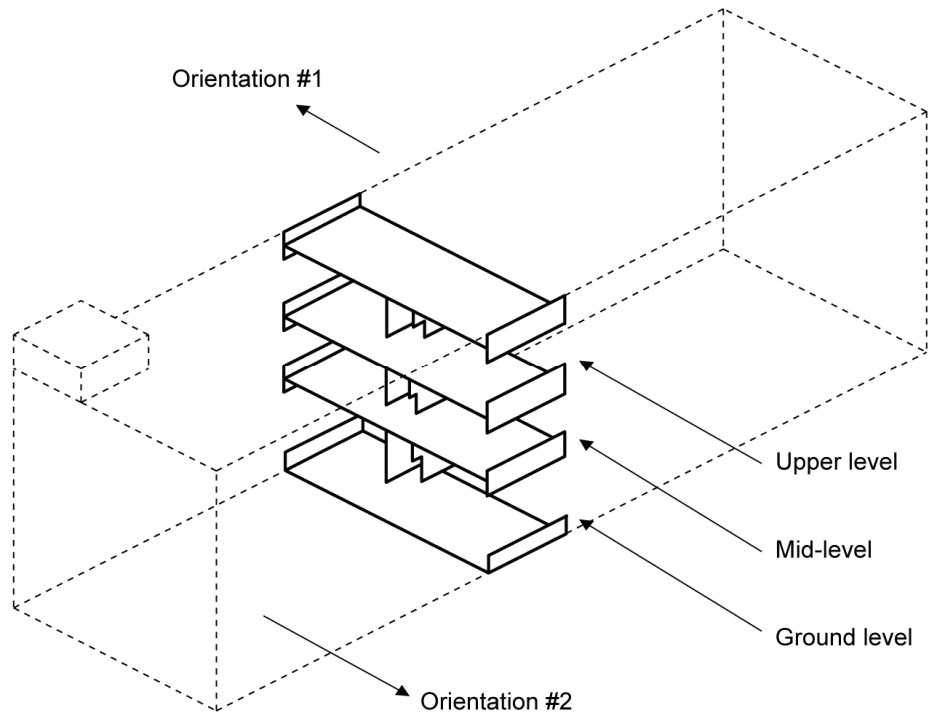 Orientation #1
Upper level
Mid-level
Ground level
Orientation #2